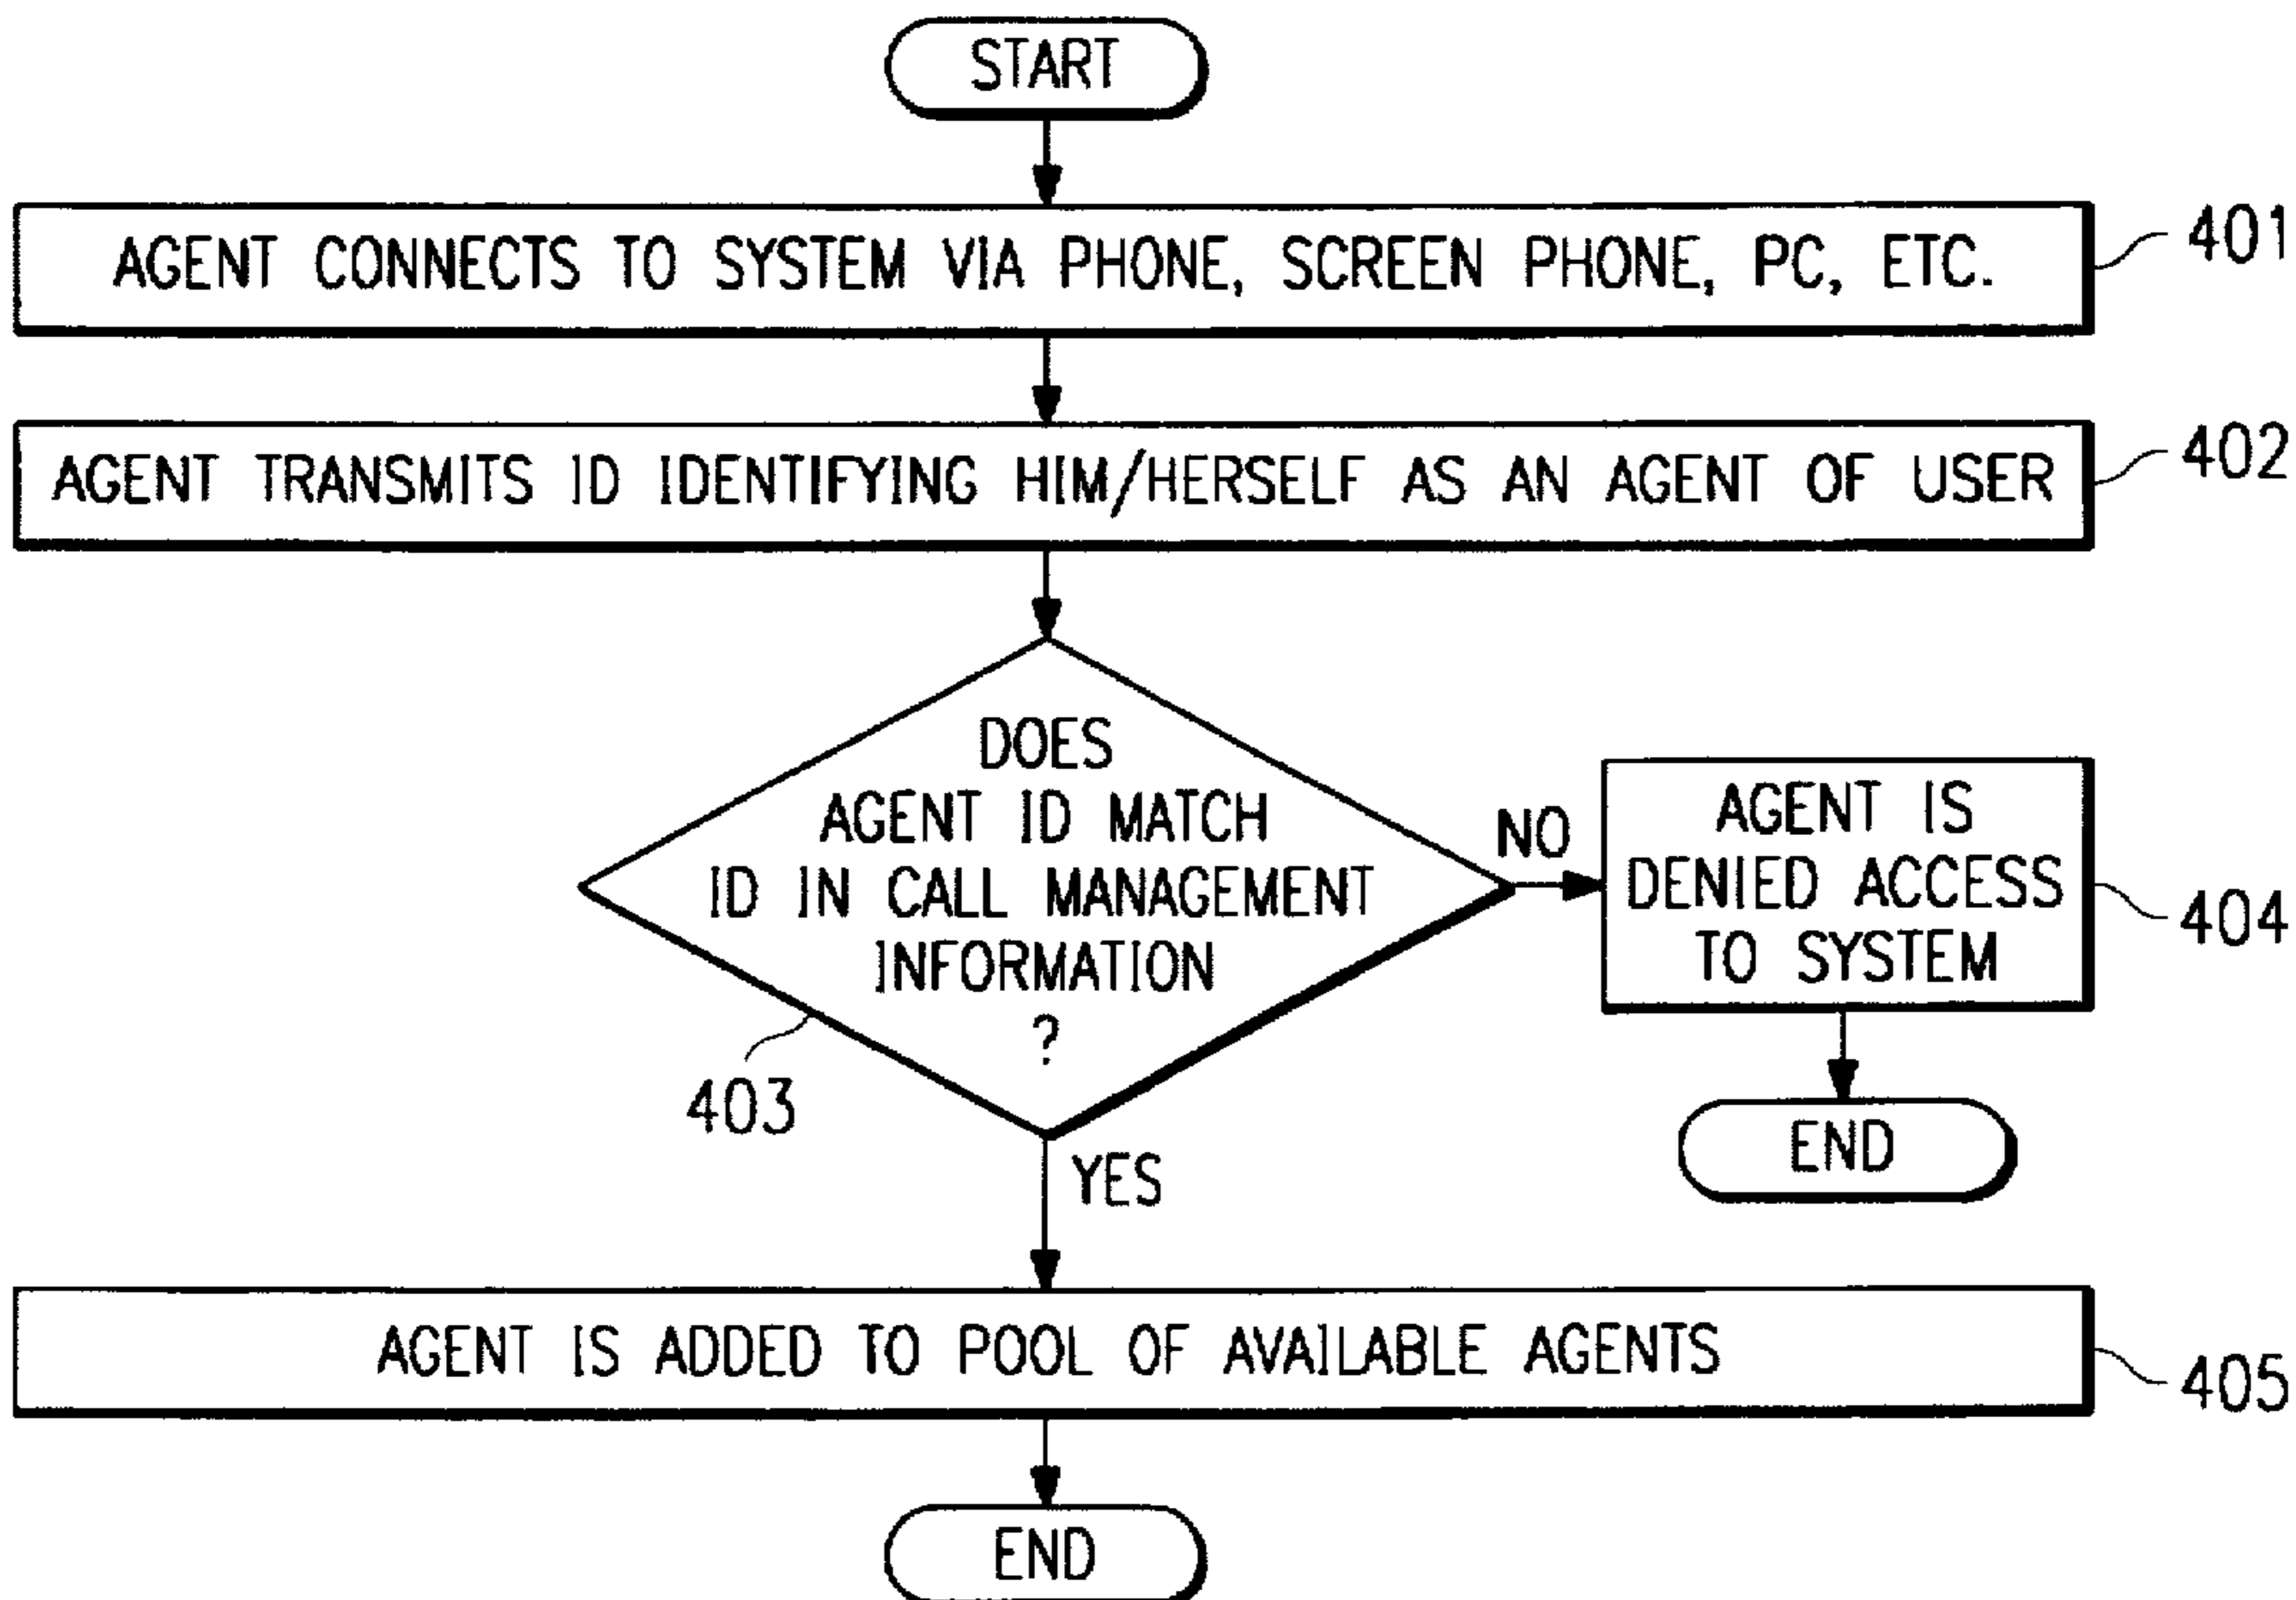 START
AGENT CONNECTS TO SYSTEM VIA PHONE, SCREEN PHONE, PC, ETC.
401
AGENT TRANSMITS ID IDENTIFYING HIM/HERSELF AS AN AGENT OF USER
402
DOES
AGENT ID MATCH
ID IN CALL MANAGEMENT
INFORMATION
?
403
NO
AGENT IS
DENIED ACCESS
TO SYSTEM
404
END
YES
AGENT IS ADDED TO POOL OF AVAILABLE AGENTS
405
END